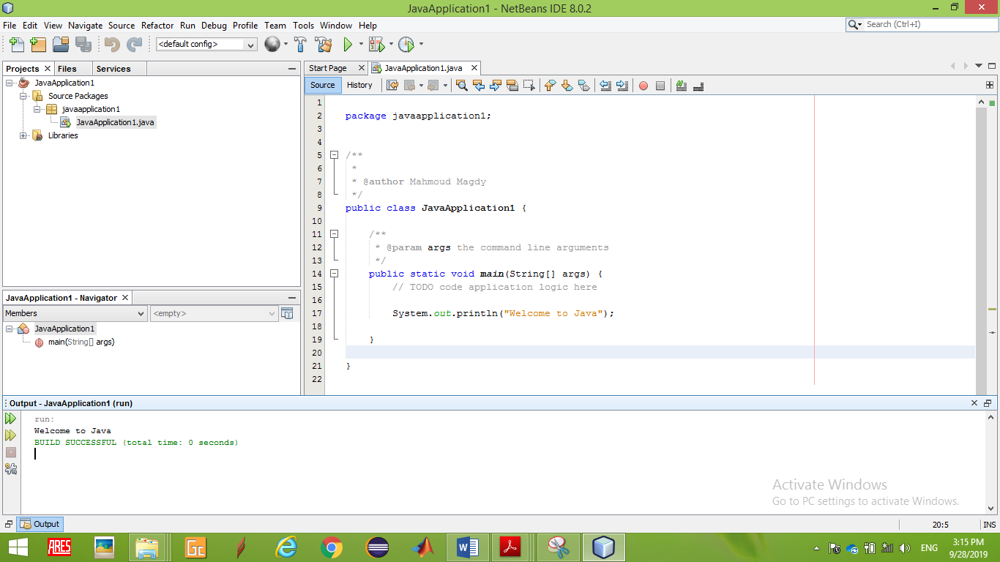 JavaApplication1 - NetBeans IDE 8.0.2
File Edit View Navigate Source Refactor Run Debug Profile Team Tools Window Help
Search (Ctrl+I)
<default config>
Projects Files Services
JavaApplication1
Source Packages
javaapplication1
JavaApplication1.java
Libraries
JavaApplication1 - Navigator
Members <empty>
JavaApplication1
main(String[] args)
Start Page JavaApplication1.java
Source History
1
2 package javaapplication1;
3
4
5 /**
6 *
7 * @author Mahmoud Magdy
8 */
9 public class JavaApplication1 {
10
11 /**
12 * @param args the command line arguments
13 */
14 public static void main(String[] args) {
15 // TODO code application logic here
16
17 System.out.println("Welcome to Java");
18
19 }
20
21 }
22
Output - JavaApplication1 (run)
run:
Welcome to Java
BUILD SUCCESSFUL (total time: 0 seconds)
Activate Windows
Go to PC settings to activate Windows.
Output
20:5 INS
ARES
Gc
ENG
3:15 PM
9/28/2019